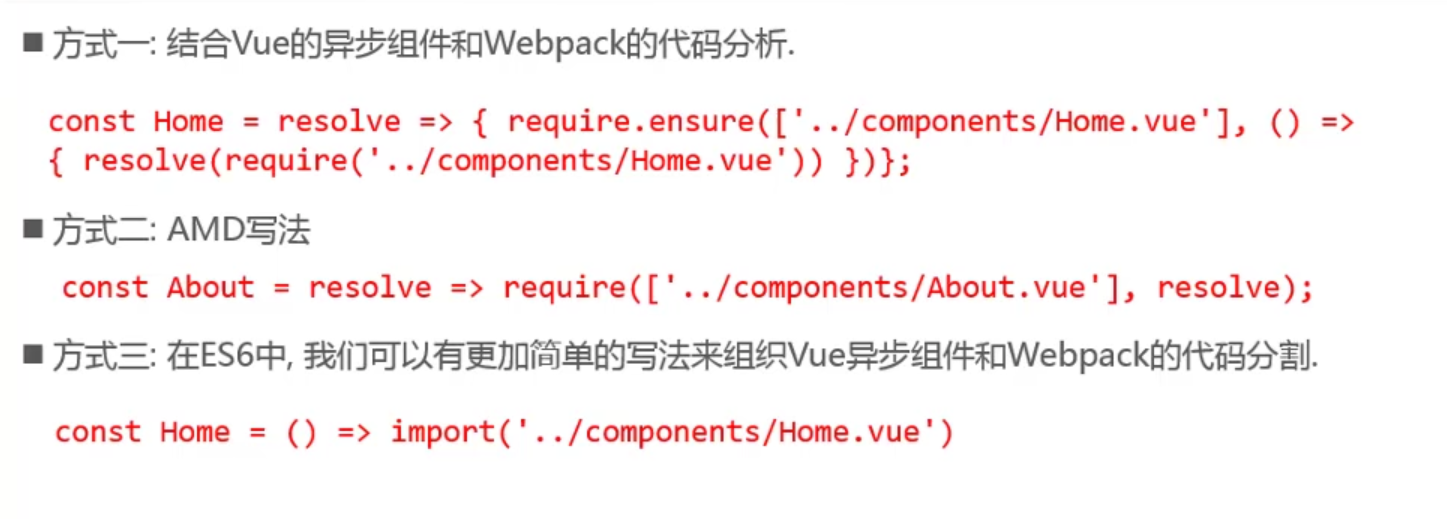 ■ 方式一: 结合Vue的异步组件和Webpack的代码分析.
const Home = resolve => { require.ensure(['../components/Home.vue'], () =>
{ resolve(require('../components/Home.vue')) })};
■ 方式二: AMD写法
const About = resolve => require(['../components/About.vue'], resolve);
■ 方式三: 在ES6中, 我们可以有更加简单的写法来组织Vue异步组件和Webpack的代码分割.
const Home = () => import('../components/Home.vue')